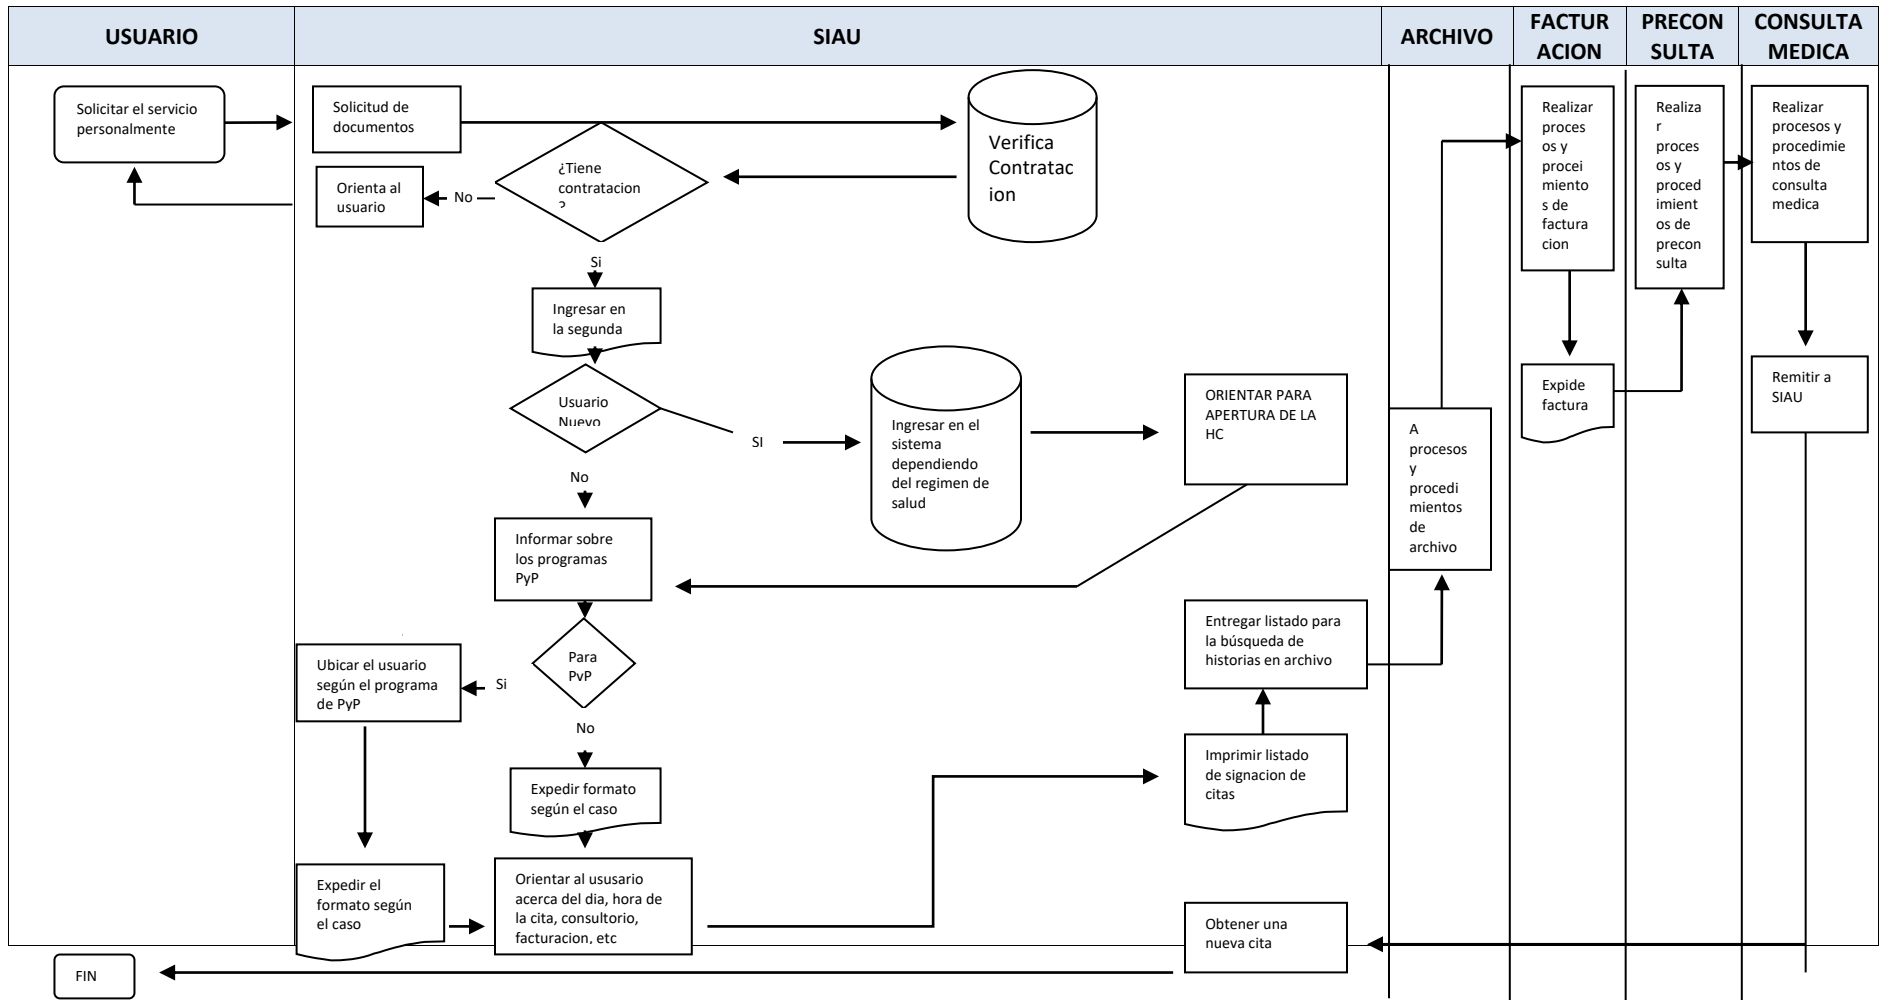 USUARIO
SIAU
ARCHIVO
FACTUR
ACION
PRECON
SULTA
CONSULTA
MEDICA
Solicitar el servicio
personalmente
Solicitud de
documentos
Orienta al
usuario
No
¿Tiene
contratacion
?
Verifica
Contratac
ion
Si
Ingresar en
la segunda
Usuario
Nuevo
SI
Ingresar en el
sistema
dependiendo
del regimen de
salud
ORIENTAR PARA
APERTURA DE LA
HC
No
Informar sobre
los programas
PyP
Para
PyP
Si
Ubicar el usuario
según el programa
de PyP
No
Expedir formato
según el caso
Expedir el
formato según
el caso
Orientar al ususario
acerca del dia, hora de
la cita, consultorio,
facturacion, etc
Imprimir listado
de signacion de
citas
Entregar listado para
la búsqueda de
historias en archivo
A
procesos
y
procedi
mientos
de
archivo
Realizar
proces
os y
procei
miento
s de
factura
cion
Expide
factura
Realiza
r
proces
os y
proced
imient
os de
precon
sulta
Realizar
procesos y
procedimie
ntos de
consulta
medica
Remitir a
SIAU
Obtener una
nueva cita
FIN